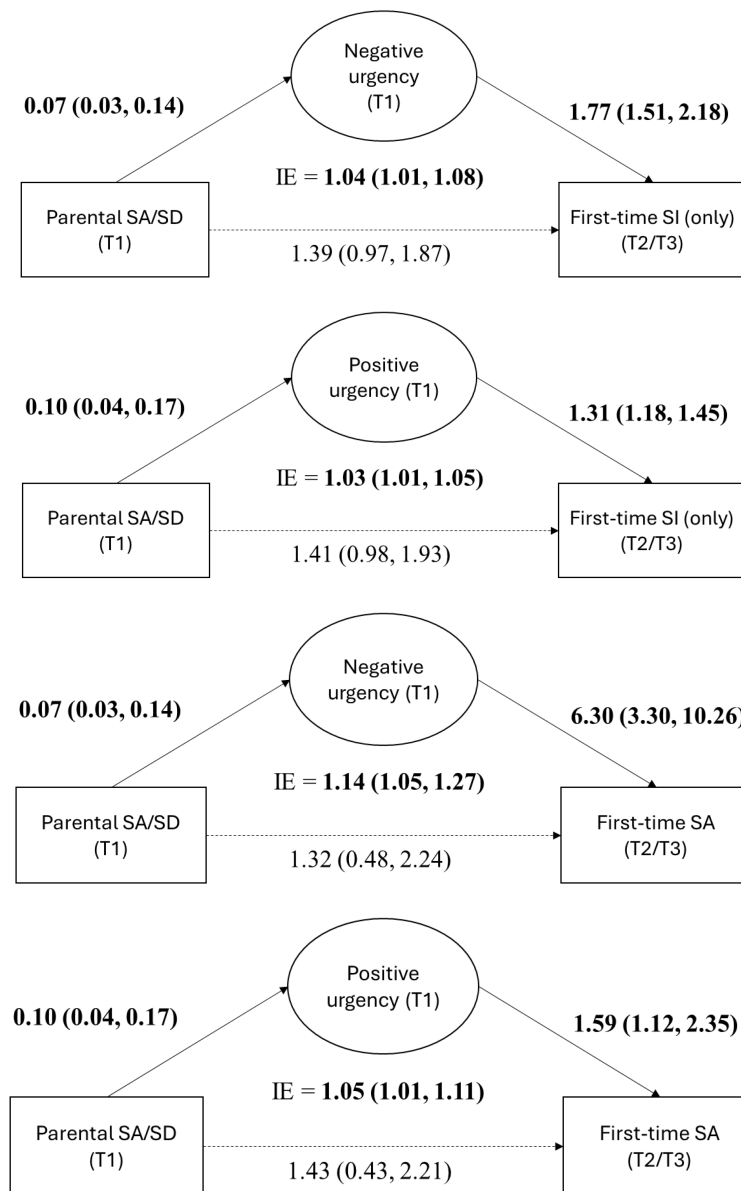 Negative
urgency
(T1)
0.07 (0.03, 0.14)
1.77 (1.51, 2.18)
IE = 1.04 (1.01, 1.08)
Parental SA/SD
(T1)
First-time SI (only)
(T2/T3)
1.39 (0.97, 1.87)
Positive
urgency (T1)
0.10 (0.04, 0.17)
1.31 (1.18, 1.45)
IE = 1.03 (1.01, 1.05)
Parental SA/SD
(T1)
First-time SI (only)
(T2/T3)
1.41 (0.98, 1.93)
Negative
urgency (T1)
0.07 (0.03, 0.14)
6.30 (3.30, 10.26)
IE = 1.14 (1.05, 1.27)
Parental SA/SD
(T1)
First-time SA
(T2/T3)
1.32 (0.48, 2.24)
Positive
urgency (T1)
0.10 (0.04, 0.17)
1.59 (1.12, 2.35)
IE = 1.05 (1.01, 1.11)
Parental SA/SD
(T1)
First-time SA
(T2/T3)
1.43 (0.43, 2.21)